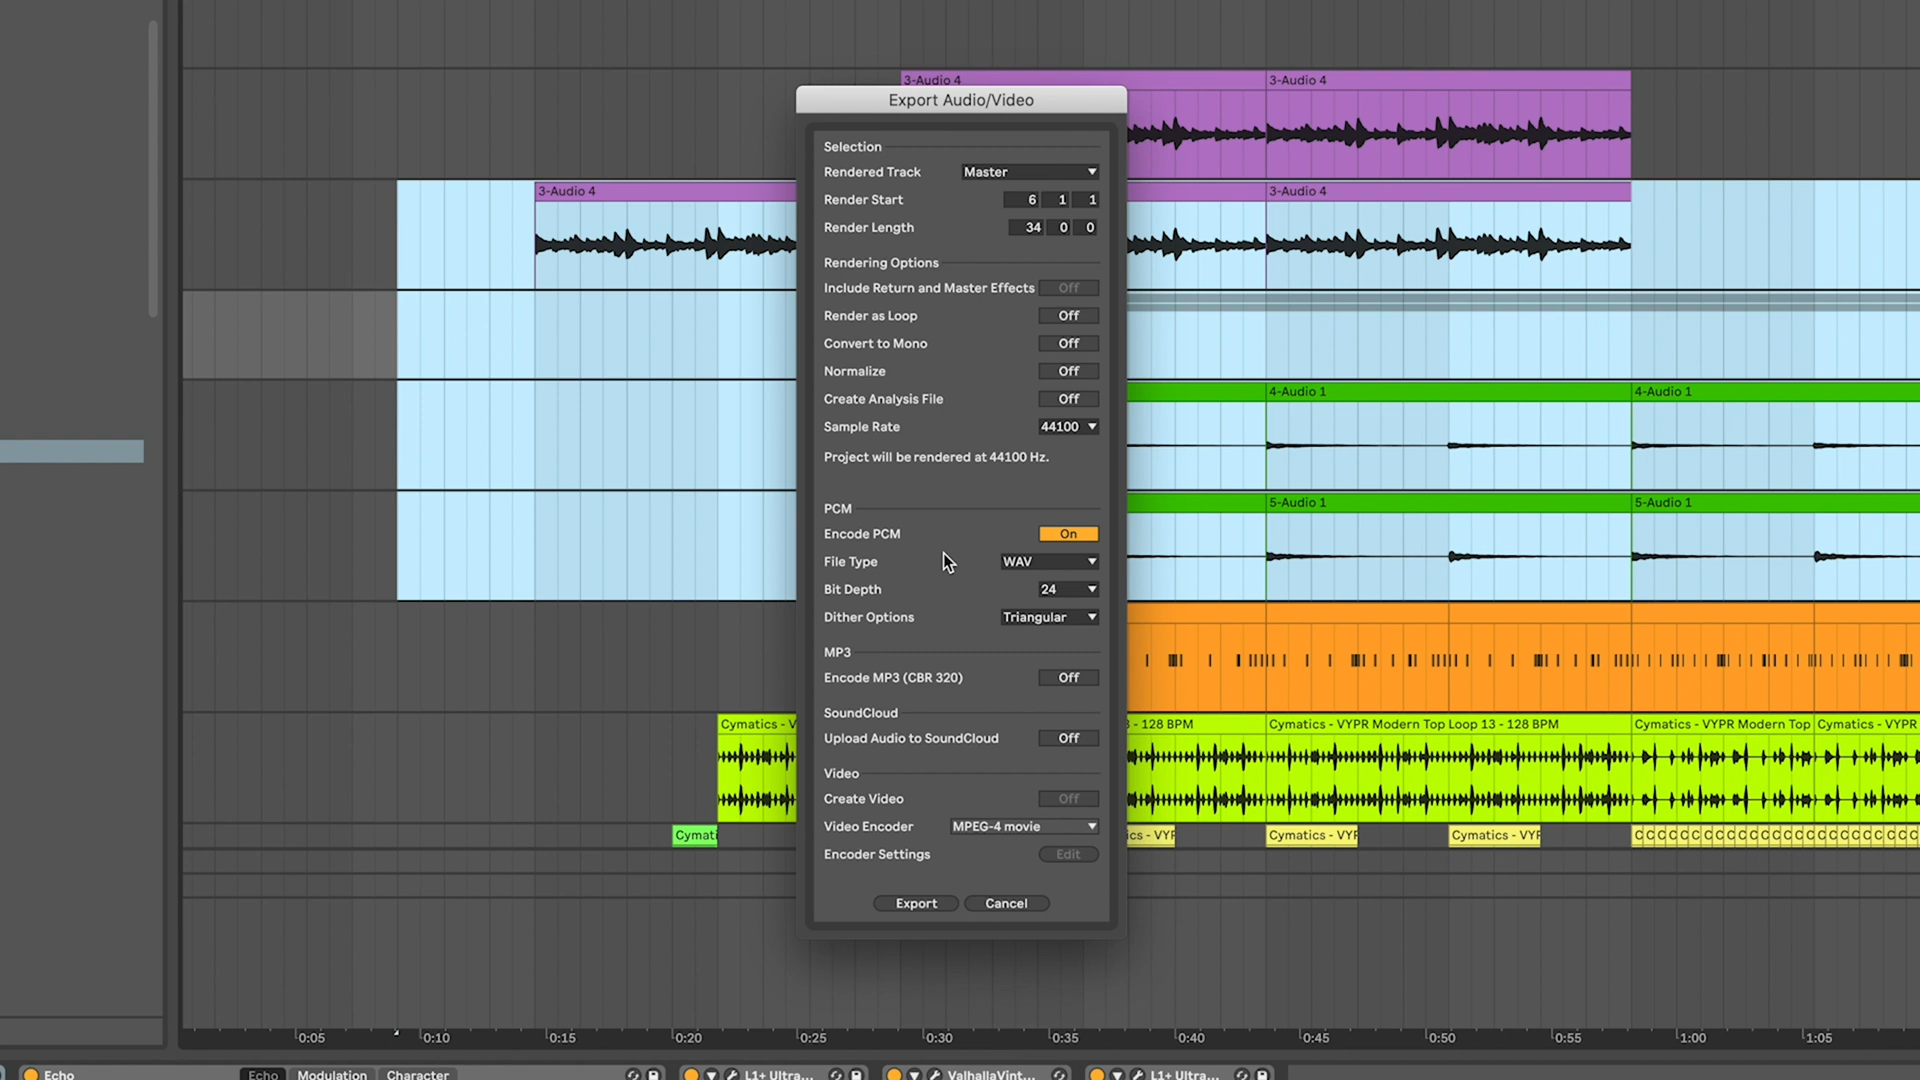 3-Audio 4
3-Audio 4
Export Audio/Video
Selection
Rendered Track Master
Render Start 6 1 1
Render Length 34 0 0
Rendering Options
Include Return and Master Effects Off
Render as Loop Off
Convert to Mono Off
Normalize Off
Create Analysis File Off
Sample Rate 44100
Project will be rendered at 44100 Hz.
PCM
Encode PCM On
File Type WAV
Bit Depth 24
Dither Options Triangular
MP3
Encode MP3 (CBR 320) Off
SoundCloud
Upload Audio to SoundCloud Off
Video
Create Video Off
Video Encoder MPEG-4 movie
Encoder Settings Edit
Export Cancel
3-Audio 4
3-Audio 4
4-Audio 1
4-Audio 1
5-Audio 1
5-Audio 1
Cymatics - V
- 128 BPM
Cymatics - VYPR Modern Top Loop 13 - 128 BPM
Cymatics - VYPR Modern Top
Cymatics - VYPR
Cymati
cs - VYF
Cymatics - VYF
Cymatics - VYF
C C C C C C C C C C C C C C C C C C C C C C C C C
0:05 0:10 0:15 0:20 0:25 0:30 0:35 0:40 0:45 0:50 0:55 1:00 1:05
Echo Echo Modulation Character L1+ Ultra... ValhallaVint... L1+ Ultra...